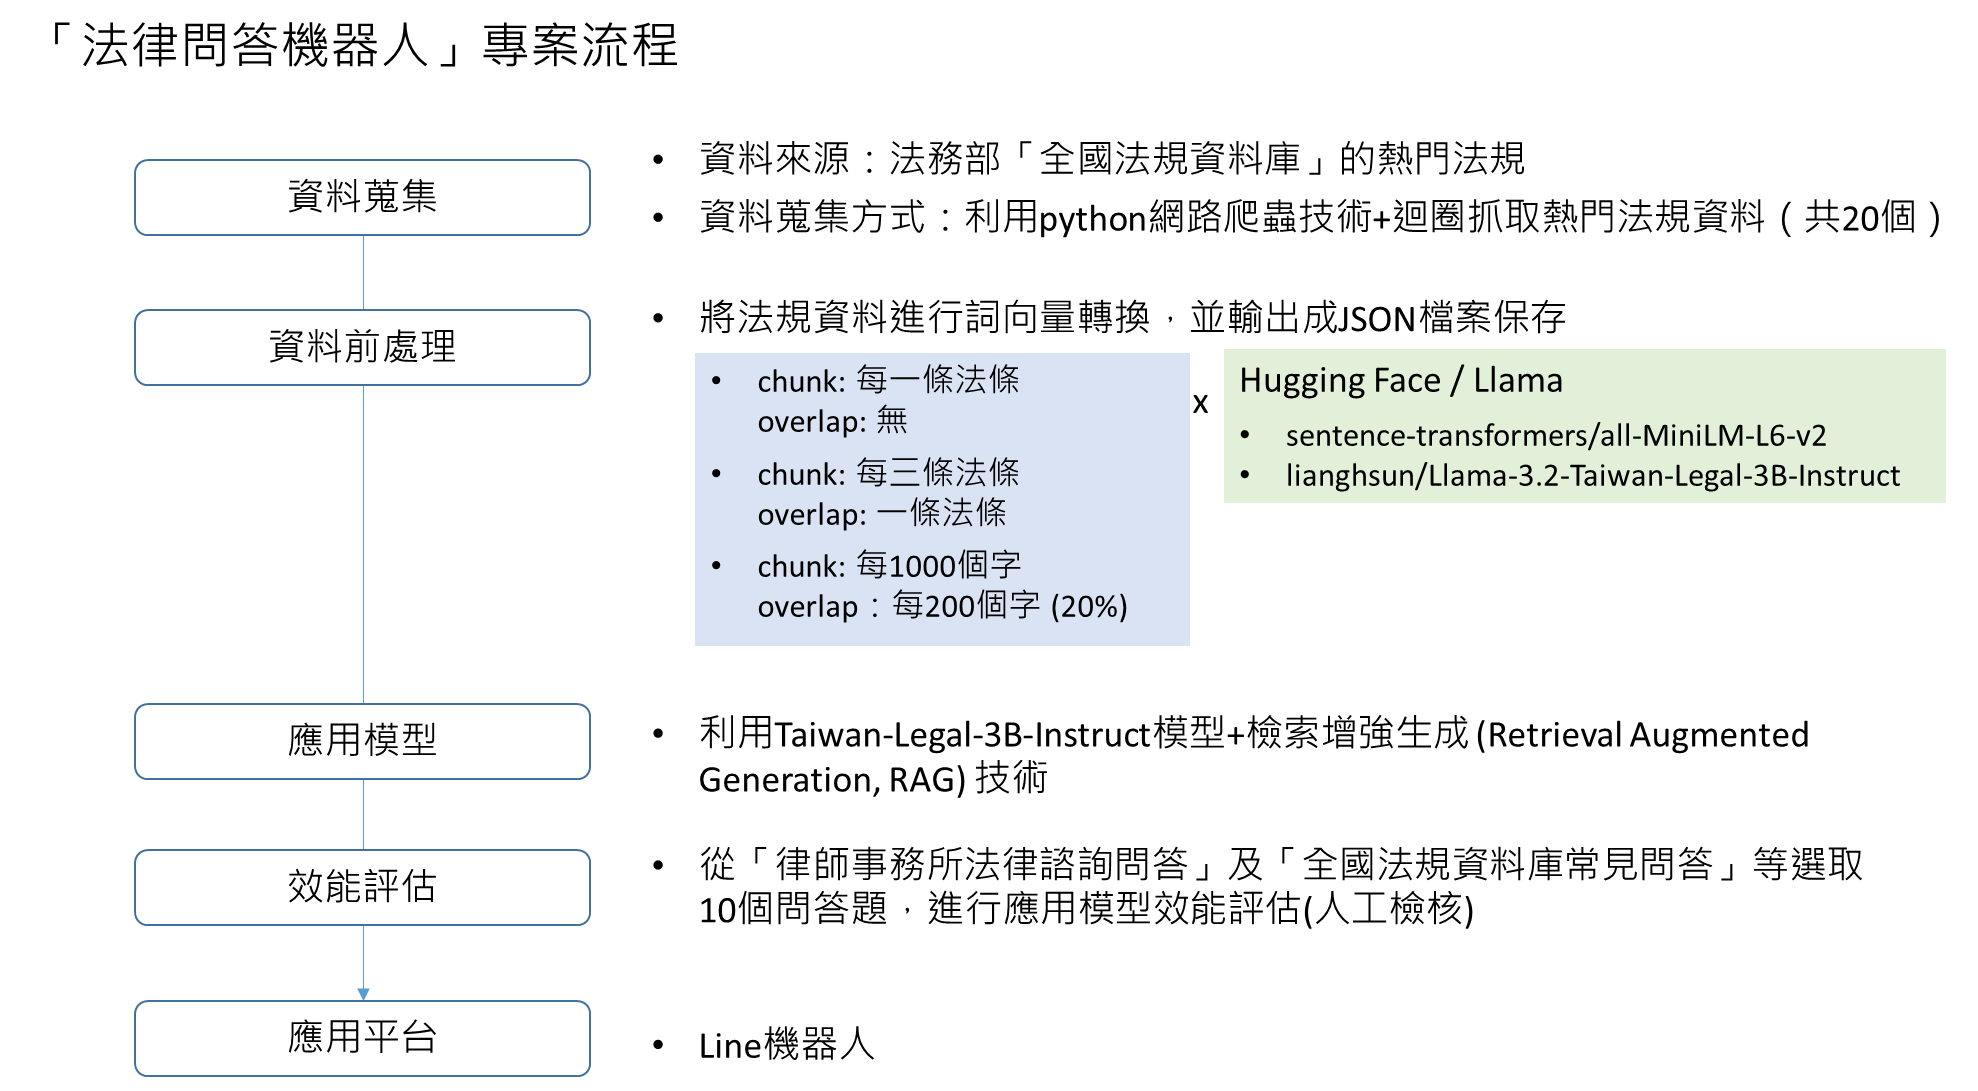 「法律問答機器人」專案流程
資料蒐集
• 資料來源：法務部「全國法規資料庫」的熱門法規
• 資料蒐集方式：利用python網路爬蟲技術+迴圈抓取熱門法規資料（共20個）
資料前處理
• 將法規資料進行詞向量轉換，並輸出成JSON檔案保存
• chunk: 每一條法條
overlap: 無
• chunk: 每三條法條
overlap: 一條法條
• chunk: 每1000個字
overlap：每200個字 (20%)
x
Hugging Face / Llama
• sentence-transformers/all-MiniLM-L6-v2
• lianghsun/Llama-3.2-Taiwan-Legal-3B-Instruct
應用模型
• 利用Taiwan-Legal-3B-Instruct模型+檢索增強生成 (Retrieval Augmented
Generation, RAG) 技術
效能評估
• 從「律師事務所法律諮詢問答」及「全國法規資料庫常見問答」等選取
10個問答題，進行應用模型效能評估(人工檢核)
應用平台
• Line機器人